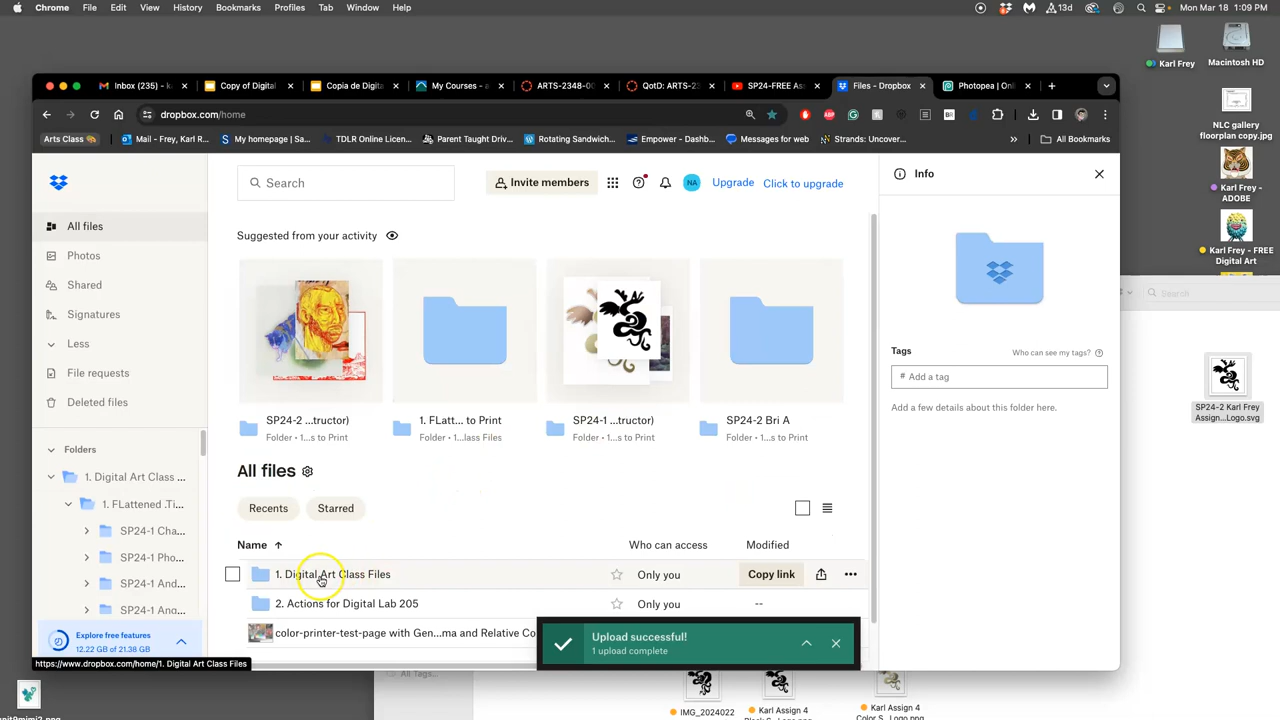 Chrome File Edit View History Bookmarks Profiles Tab Window Help 13d Mon Mar 18 1:09 PM
Inbox (235) - k Copy of Digital Copia de Digita My Courses - a ARTS-2348-00 QotD: ARTS-23 SP24-FREE As Files - Dropbox Photopea | Onl
dropbox.com/home
Arts Class Mail - Frey, Karl R... My homepage | Sa... TDLR Online Licen... Parent Taught Driv... Rotating Sandwich... Empower - Dashb... Messages for web Strands: Uncover... » All Bookmarks
Search
Invite members
NA
Upgrade
Click to upgrade
Info
All files
Photos
Shared
Signatures
Less
File requests
Deleted files
Folders
1. Digital Art Class ...
1. FLattened .Ti...
SP24-1 Cha...
SP24-1 Pho...
SP24-1 And...
SP24-1 Ang...
Explore free features
12.22 GB of 21.38 GB
https://www.dropbox.com/home/1. Digital Art Class Files
Suggested from your activity
SP24-2 ...tructor)
Folder • 1...s to Print
1. FLatt... to Print
Folder • 1...lass Files
SP24-1 ...tructor)
Folder • 1...s to Print
SP24-2 Bri A
Folder • 1...s to Print
All files
Recents
Starred
Name Who can access Modified
1. Digital Art Class Files Only you Copy link
2. Actions for Digital Lab 205 Only you --
color-printer-test-page with Gen...ma and Relative Co
Upload successful!
1 upload complete
Tags
Who can see my tags?
# Add a tag
Add a few details about this folder here.
Karl Frey
Macintosh HD
NLC gallery
floorplan copy.jpg
Karl Frey -
ADOBE
Karl Frey - FREE
Digital Art
Search
SP24-2 Karl Frey
Assign...Logo.svg
All Tags...
IMG_2024022
Karl Assign 4
Karl Assign 4
Color S...Logo.png